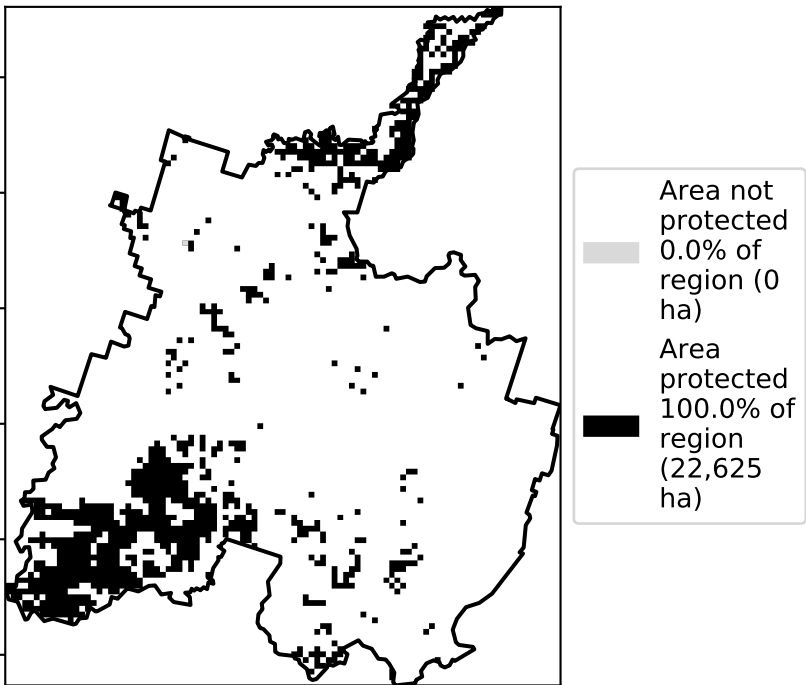 Area not
protected
0.0% of
region (0
ha)
Area
protected
100.0% of
region
(22,625
ha)